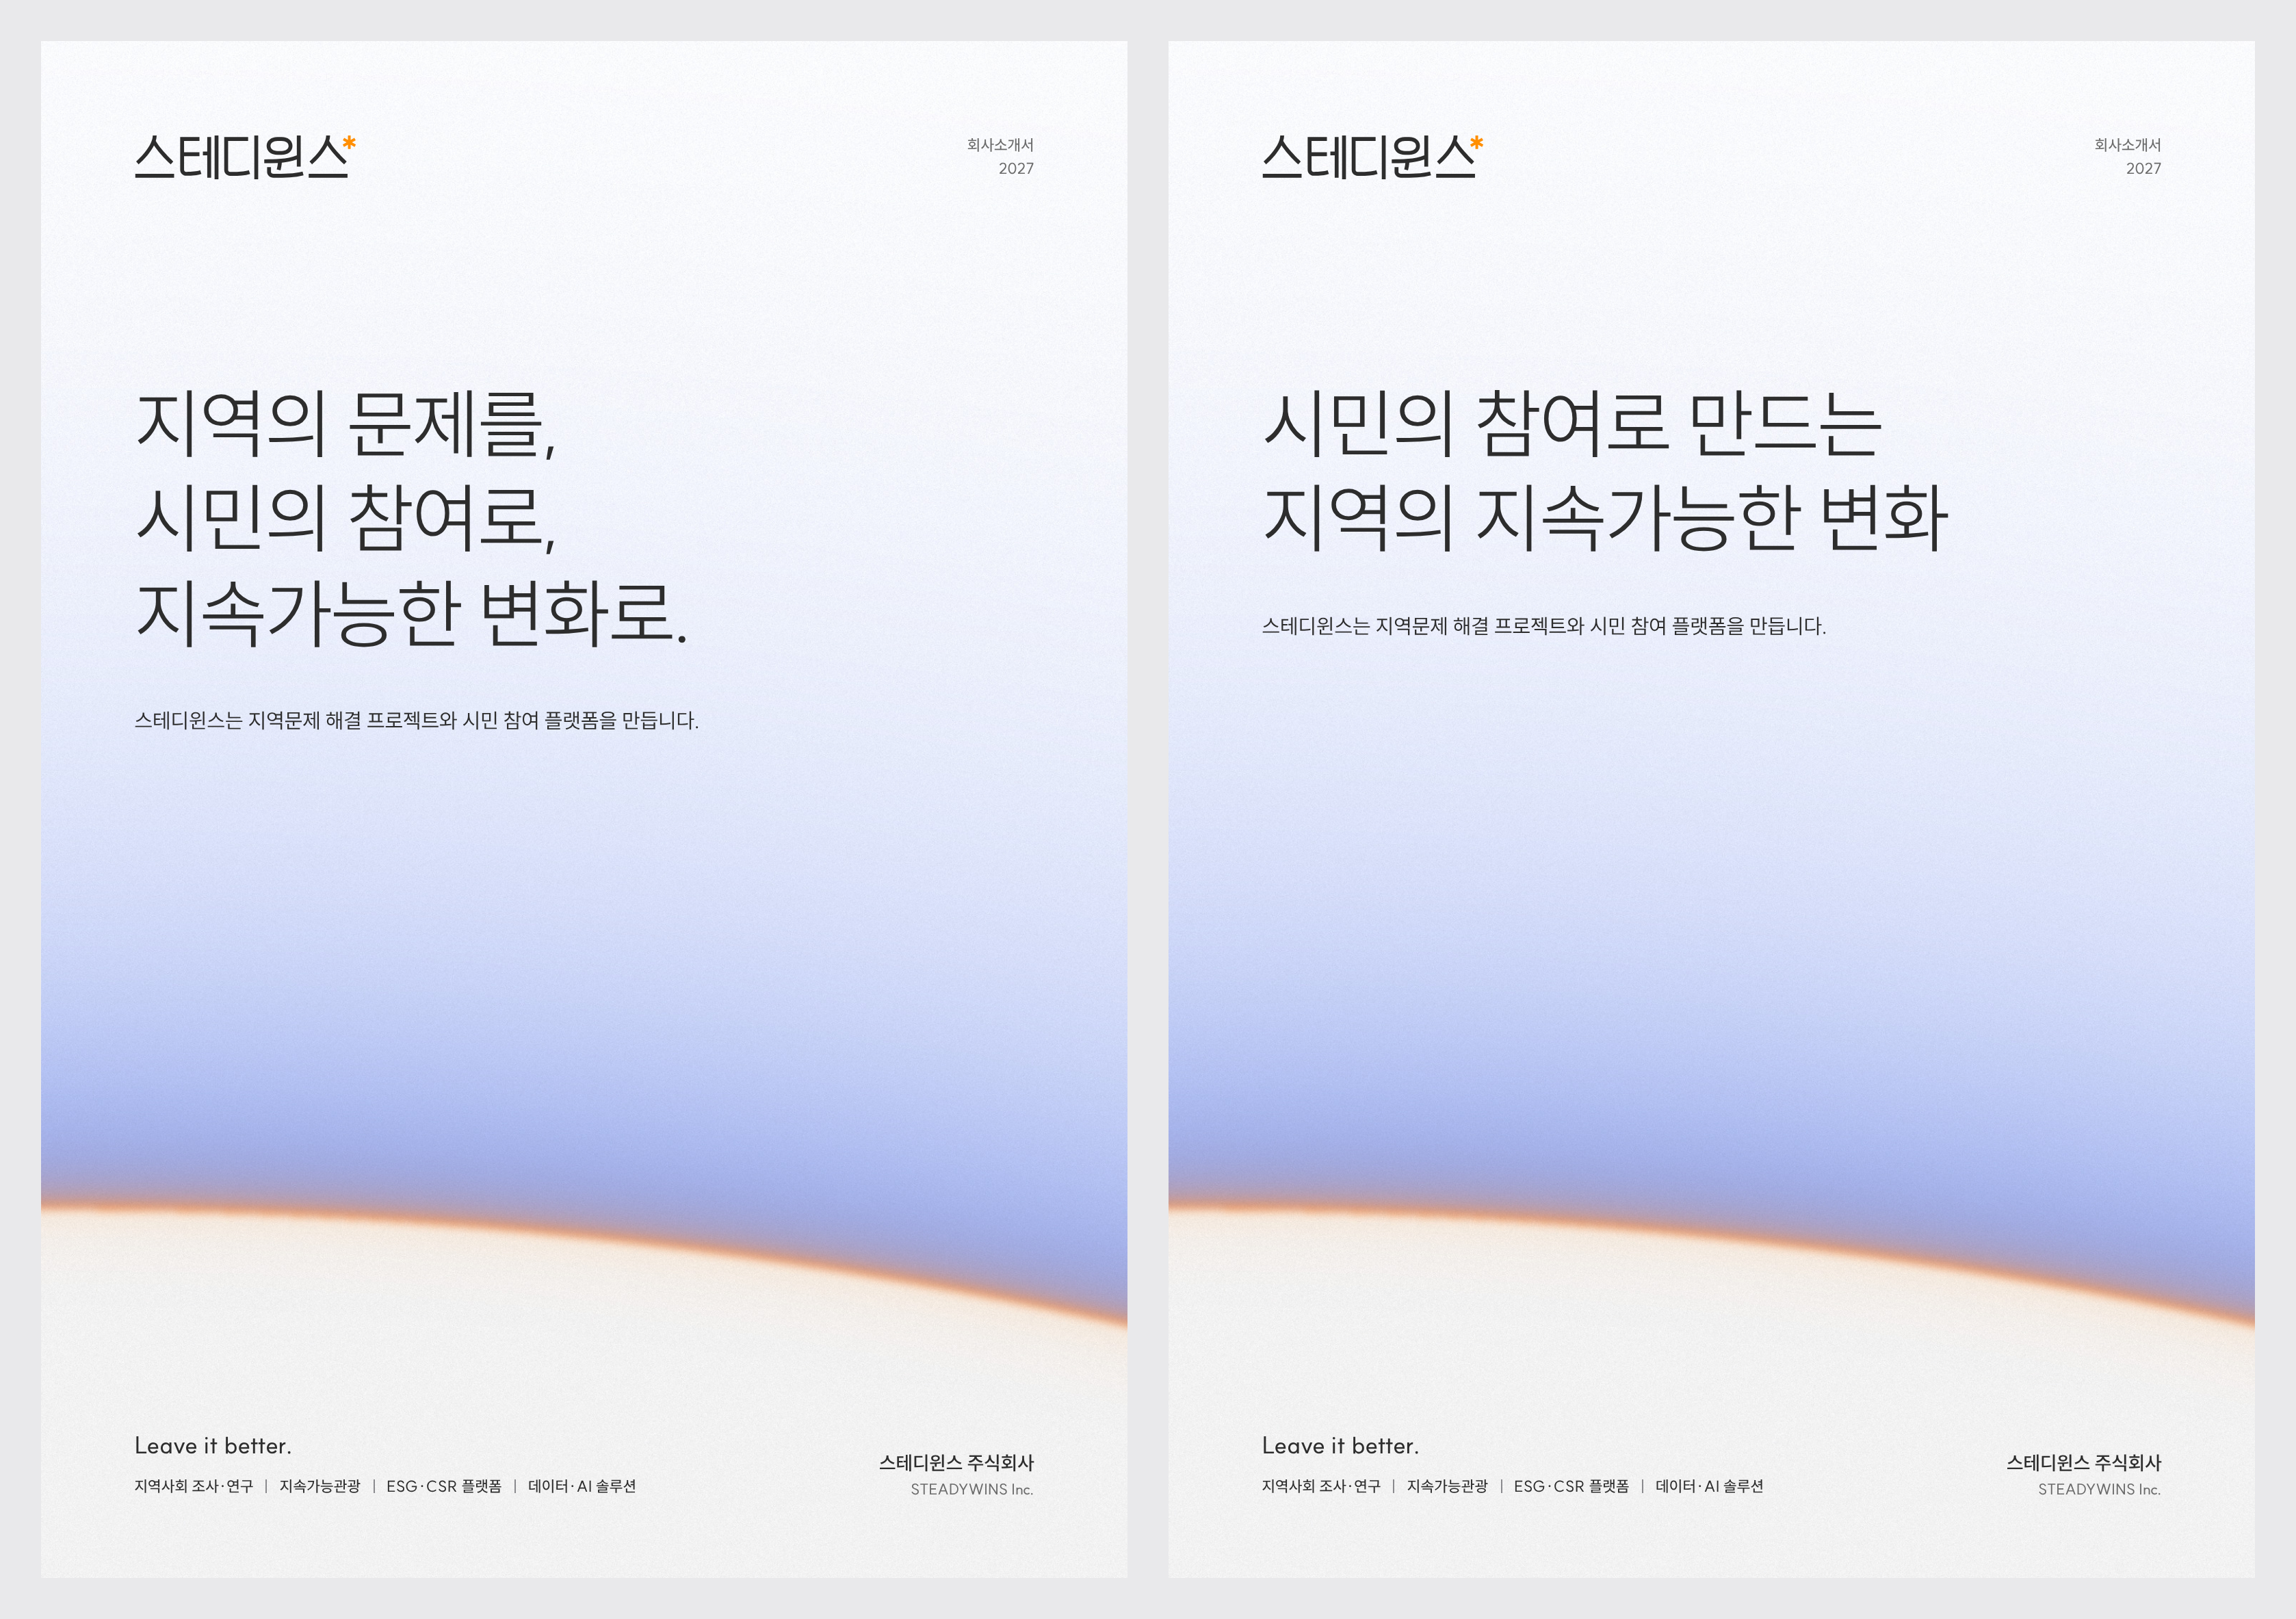 스테디윈스*
회사소개서
2027
지역의 문제를,
시민의 참여로,
지속가능한 변화로.
스테디윈스는 지역문제 해결 프로젝트와 시민 참여 플랫폼을 만듭니다.
Leave it better.
지역사회 조사·연구 | 지속가능관광 | ESG·CSR 플랫폼 | 데이터·AI 솔루션
스테디윈스 주식회사
STEADYWINS Inc.
스테디윈스*
회사소개서
2027
시민의 참여로 만드는
지역의 지속가능한 변화
스테디윈스는 지역문제 해결 프로젝트와 시민 참여 플랫폼을 만듭니다.
Leave it better.
지역사회 조사·연구 | 지속가능관광 | ESG·CSR 플랫폼 | 데이터·AI 솔루션
스테디윈스 주식회사
STEADYWINS Inc.